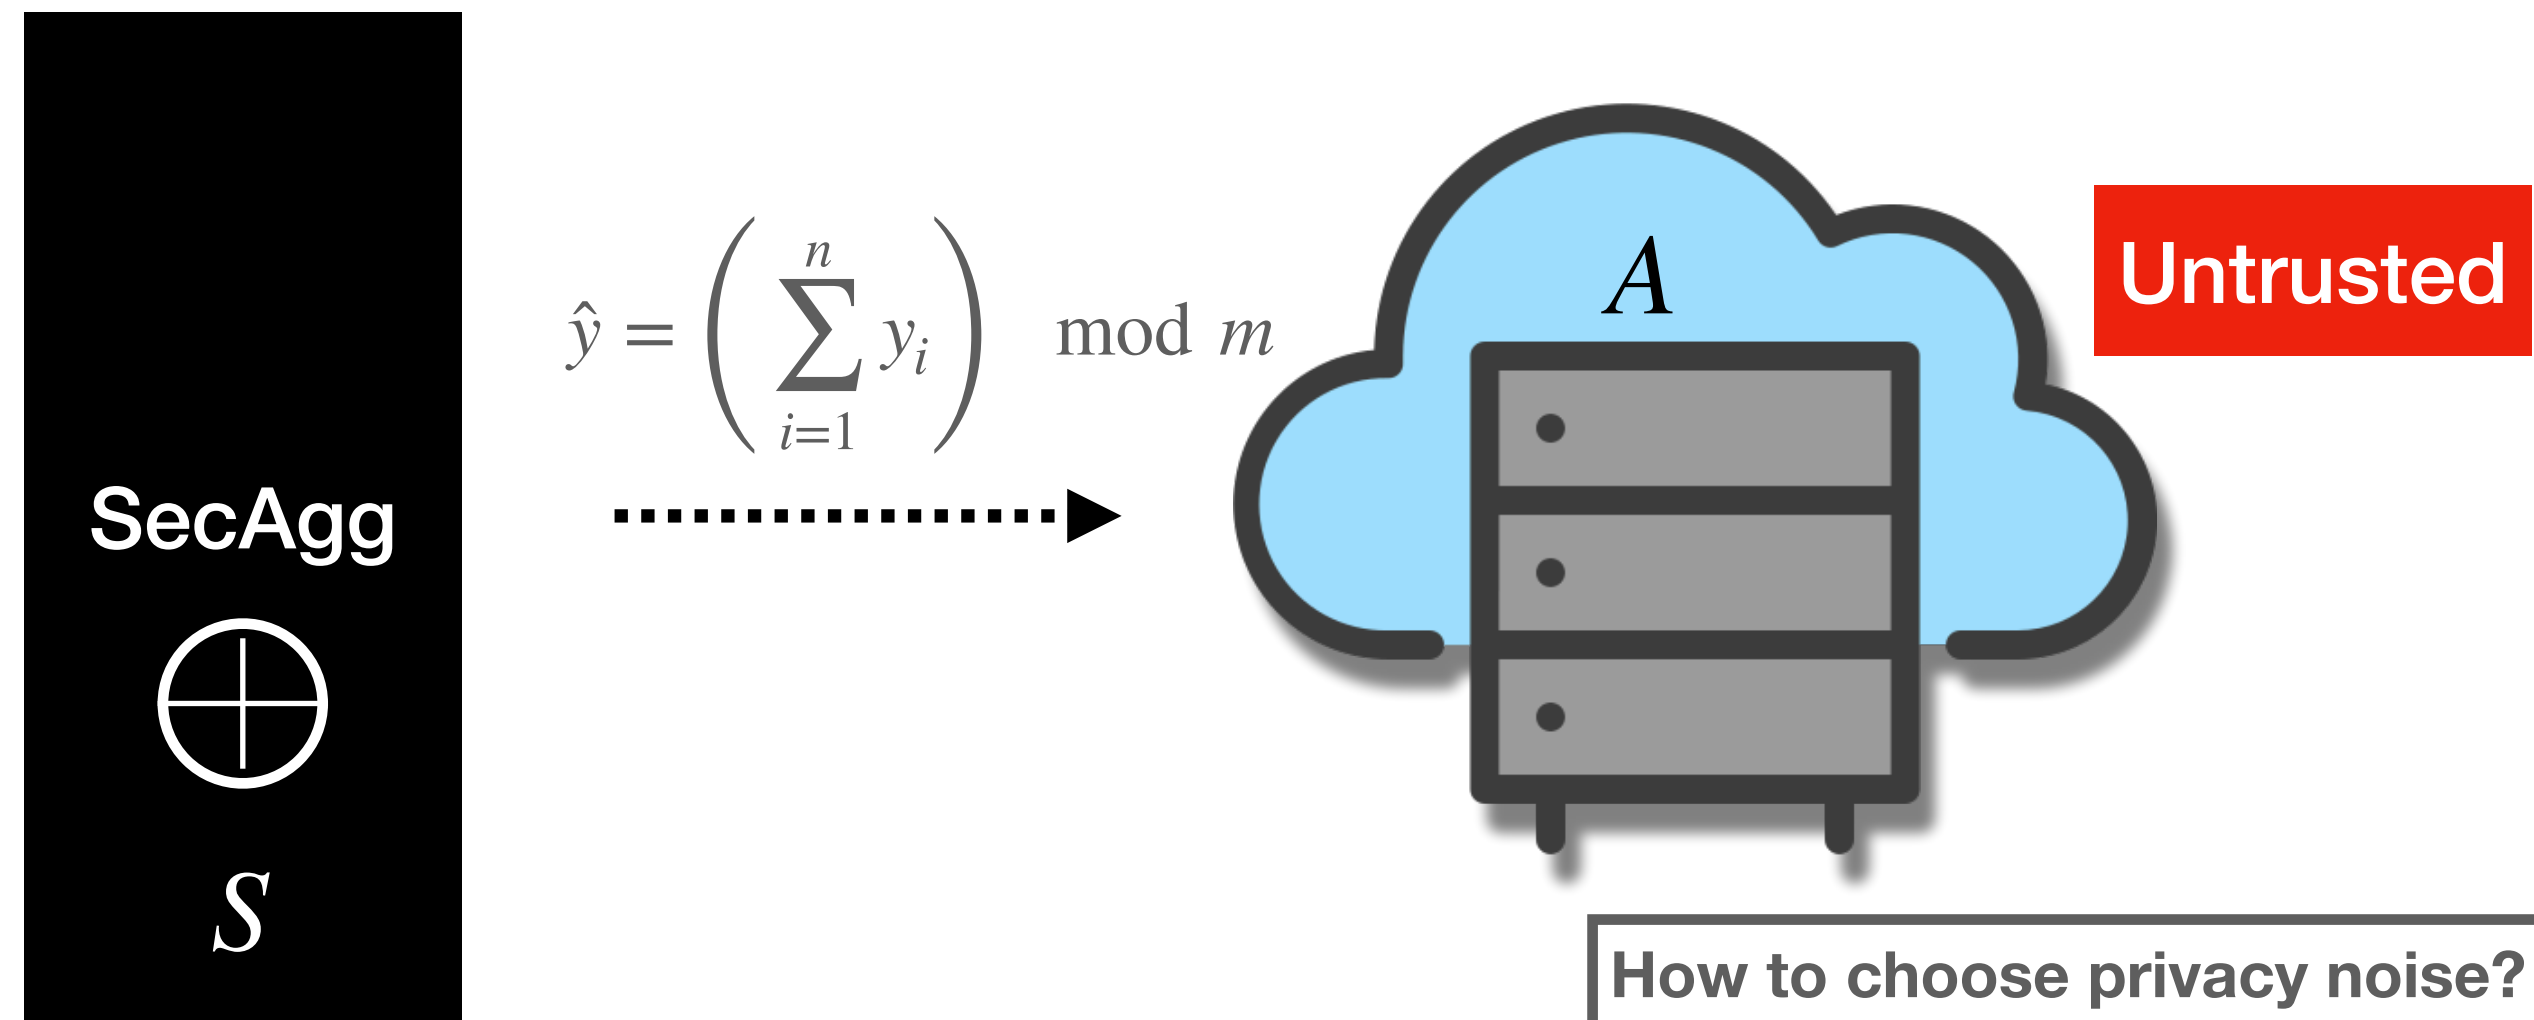 SecAgg
⊕
S
ŷ = ( ∑_{i=1}^{n} y_i ) mod m
A
Untrusted
How to choose privacy noise?